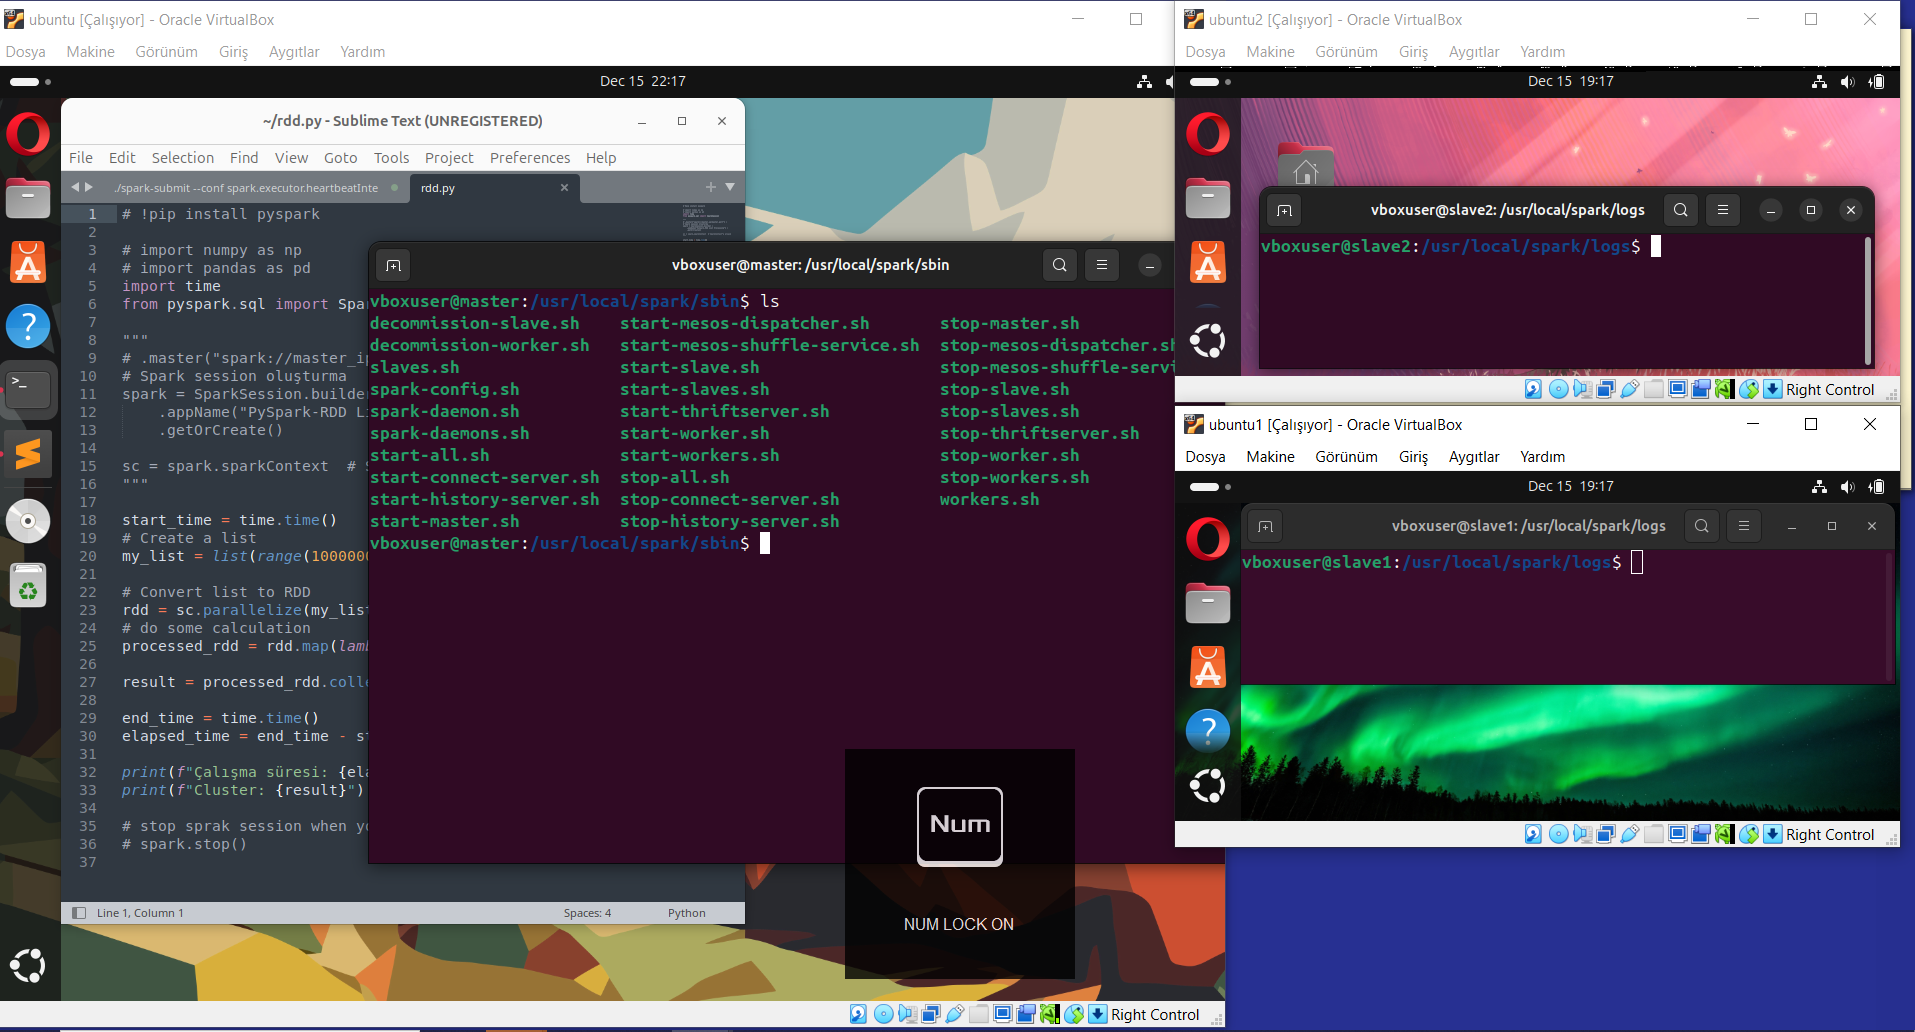 ubuntu [Çalışıyor] - Oracle VirtualBox
Dosya Makine Görünüm Giriş Aygıtlar Yardım
Dec 15 22:17
~/rdd.py - Sublime Text (UNREGISTERED)
File Edit Selection Find View Goto Tools Project Preferences Help
./spark-submit --conf spark.executor.heartbeatInte
rdd.py
1 # !pip install pyspark
2
3 # import numpy as np
4 # import pandas as pd
5 import time
6 from pyspark.sql import Spa
7
8 """
9 # .master("spark://master_ip
10 # Spark session oluşturma
11 spark = SparkSession.builder
12 .appName("PySpark-RDD Li
13 .getOrCreate()
14
15 sc = spark.sparkContext # S
16 """
17
18 start_time = time.time()
19 # Create a list
20 my_list = list(range(1000000
21
22 # Convert list to RDD
23 rdd = sc.parallelize(my_list
24 # do some calculation
25 processed_rdd = rdd.map(lam
26
27 result = processed_rdd.colle
28
29 end_time = time.time()
30 elapsed_time = end_time - st
31
32 print(f"Çalışma süresi: {ela
33 print(f"Cluster: {result}")
34
35 # stop sprak session when yo
36 # spark.stop()
37
Line 1, Column 1 Spaces: 4 Python
vboxuser@master: /usr/local/spark/sbin
vboxuser@master:/usr/local/spark/sbin$ ls
decommission-slave.sh start-mesos-dispatcher.sh stop-master.sh
decommission-worker.sh start-mesos-shuffle-service.sh stop-mesos-dispatcher.sh
slaves.sh start-slave.sh stop-mesos-shuffle-servi
spark-config.sh start-slaves.sh stop-slave.sh
spark-daemon.sh start-thriftserver.sh stop-slaves.sh
spark-daemons.sh start-worker.sh stop-thriftserver.sh
start-all.sh start-workers.sh stop-worker.sh
start-connect-server.sh stop-all.sh stop-workers.sh
start-history-server.sh stop-connect-server.sh workers.sh
start-master.sh stop-history-server.sh
vboxuser@master:/usr/local/spark/sbin$
Num
NUM LOCK ON
Right Control
ubuntu2 [Çalışıyor] - Oracle VirtualBox
Dosya Makine Görünüm Giriş Aygıtlar Yardım
Dec 15 19:17
vboxuser@slave2: /usr/local/spark/logs
vboxuser@slave2:/usr/local/spark/logs$
Right Control
ubuntu1 [Çalışıyor] - Oracle VirtualBox
Dosya Makine Görünüm Giriş Aygıtlar Yardım
Dec 15 19:17
vboxuser@slave1: /usr/local/spark/logs
vboxuser@slave1:/usr/local/spark/logs$
Right Control